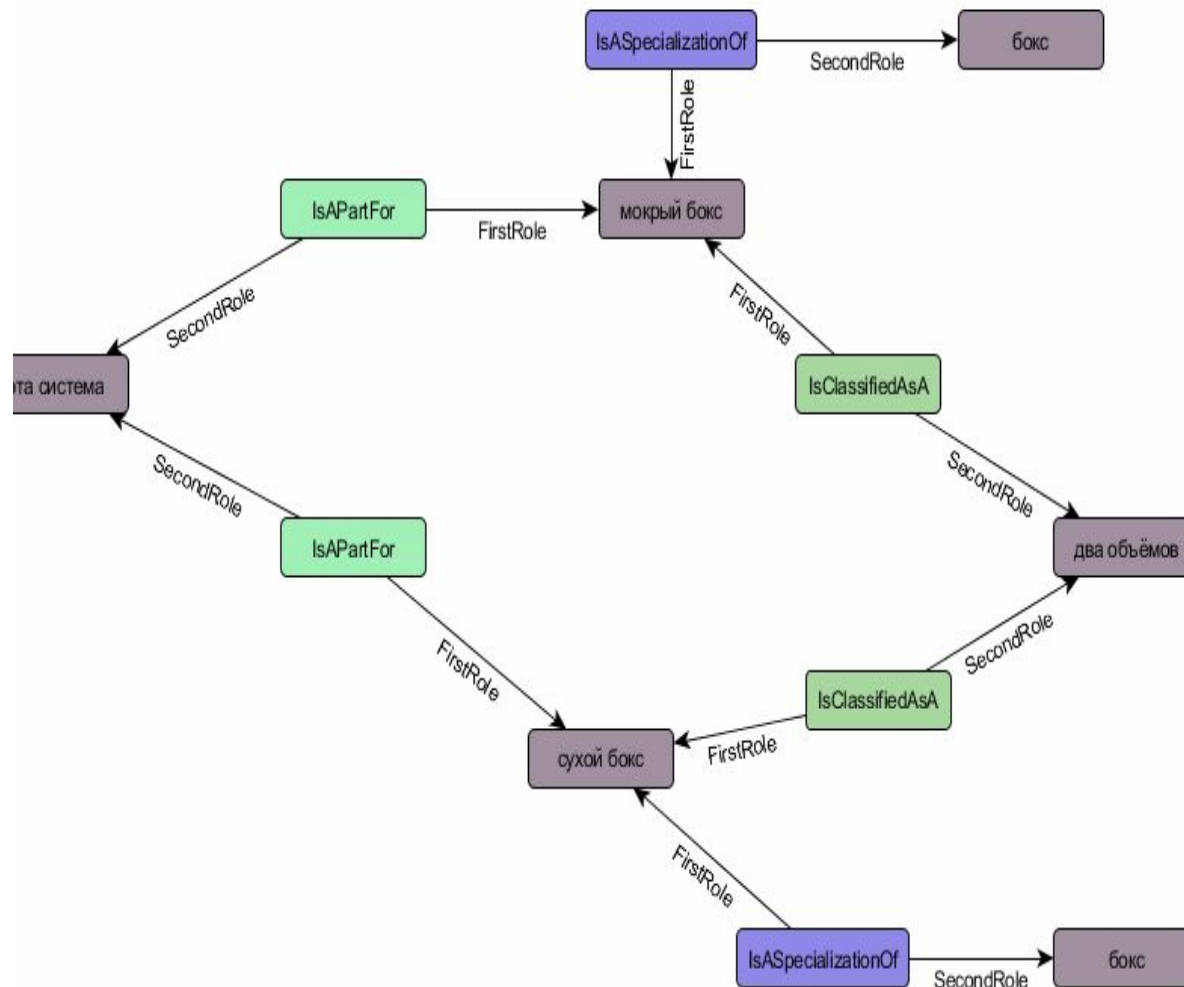 IsASpecializationOf
SecondRole
бокс
FirstRole
IsAPartFor
FirstRole
мокрый бокс
SecondRole
FirstRole
система
IsClassifiedAsA
SecondRole
SecondRole
IsAPartFor
два объёмов
FirstRole
SecondRole
IsClassifiedAsA
FirstRole
сухой бокс
FirstRole
IsASpecializationOf
SecondRole
бокс